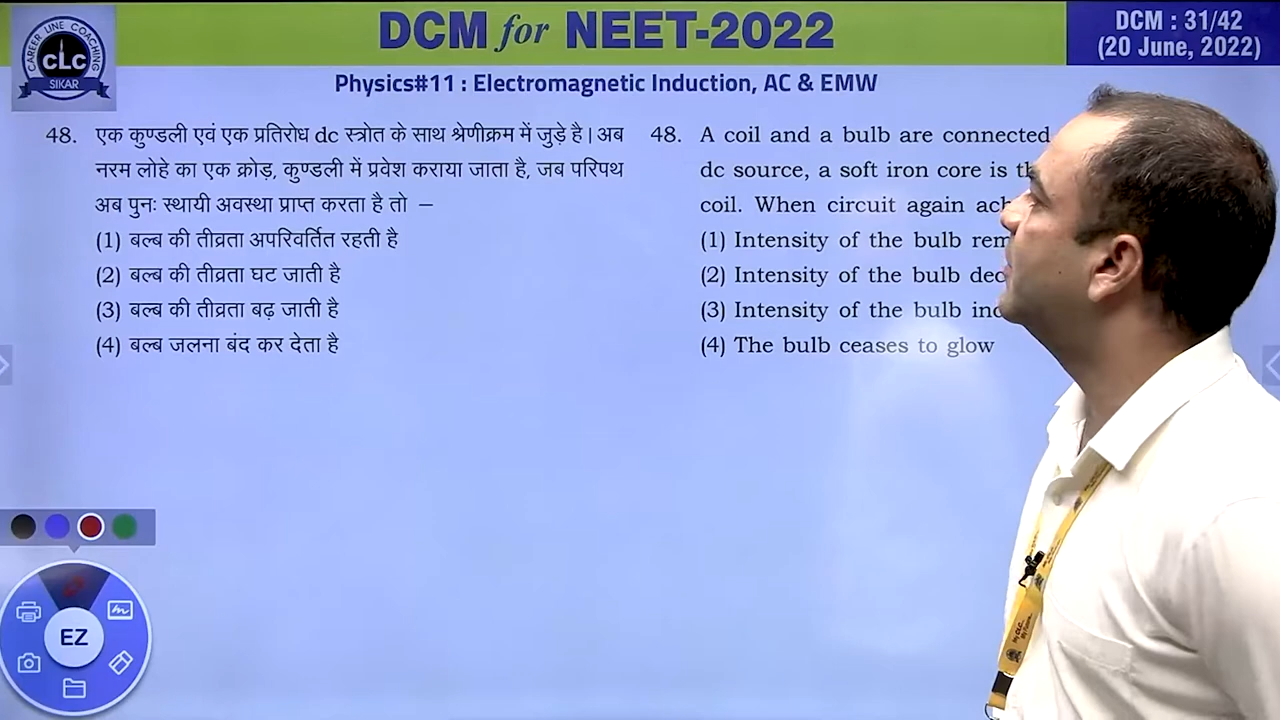 CAREER LINE COACHING
CLC
SIKAR
DCM for NEET-2022
DCM : 31/42
(20 June, 2022)
Physics#11 : Electromagnetic Induction, AC & EMW
48. एक कुण्डली एवं एक प्रतिरोध dc स्त्रोत के साथ श्रेणीक्रम में जुड़े है। अब
नरम लोहे का एक क्रोड़, कुण्डली में प्रवेश कराया जाता है, जब परिपथ
अब पुनः स्थायी अवस्था प्राप्त करता है तो –
(1) बल्ब की तीव्रता अपरिवर्तित रहती है
(2) बल्ब की तीव्रता घट जाती है
(3) बल्ब की तीव्रता बढ़ जाती है
(4) बल्ब जलना बंद कर देता है
48. A coil and a bulb are connected
dc source, a soft iron core is
coil. When circuit again
(1) Intensity of the bulb
(2) Intensity of the bulb
(3) Intensity of the bulb
(4) The bulb ceases to glow
EZ